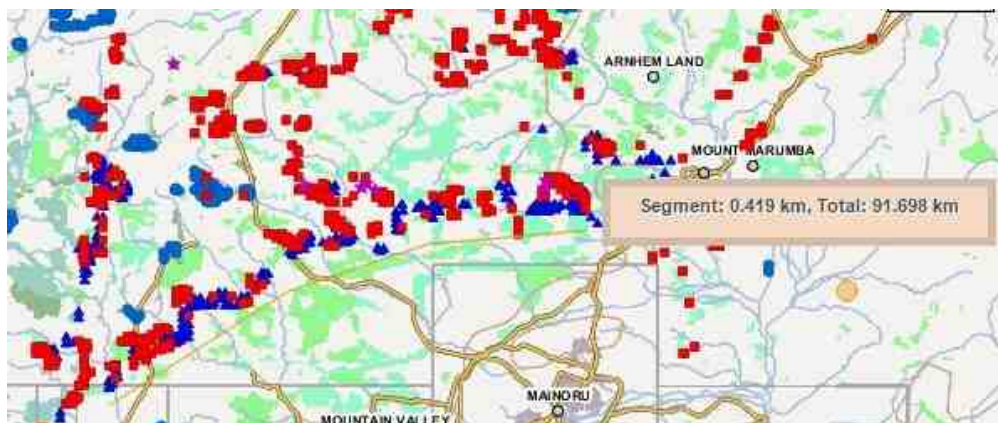 ARNHEM LAND
MOUNT MARUMBA
Segment: 0.419 km, Total: 91.698 km
MAINORU
MOUNTAIN VALLEY